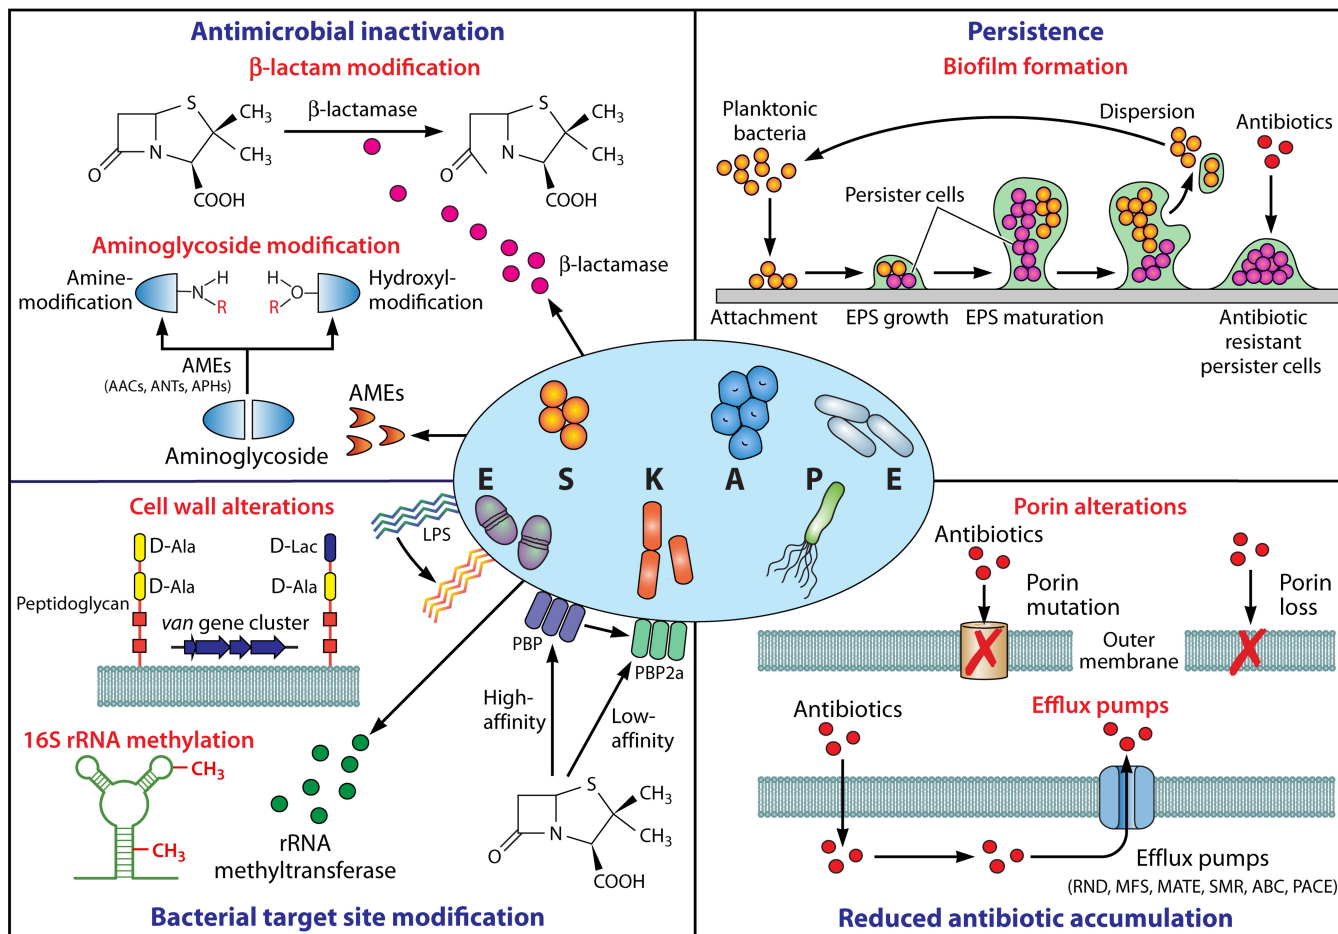 Antimicrobial inactivation
β-lactam modification
S
CH3
CH3
N
O
COOH
β-lactamase
S
CH3
CH3
N
O
COOH
β-lactamase
Aminoglycoside modification
Amine-
modification
H
N
R
H
O
R
Hydroxyl-
modification
AMEs
(AACs, ANTs, APHs)
Aminoglycoside
AMEs
Persistence
Biofilm formation
Planktonic
bacteria
Dispersion
Antibiotics
Persister cells
Attachment
EPS growth
EPS maturation
Antibiotic
resistant
persister cells
E S K A P E
Cell wall alterations
D-Ala
D-Lac
D-Ala
D-Ala
Peptidoglycan
van gene cluster
LPS
PBP
PBP2a
High-
affinity
Low-
affinity
16S rRNA methylation
CH3
CH3
rRNA
methyltransferase
S
CH3
CH3
N
O
COOH
Bacterial target site modification
Porin alterations
Antibiotics
Porin
mutation
Porin
loss
Outer
membrane
X
X
Efflux pumps
Antibiotics
Efflux pumps
(RND, MFS, MATE, SMR, ABC, PACE)
Reduced antibiotic accumulation